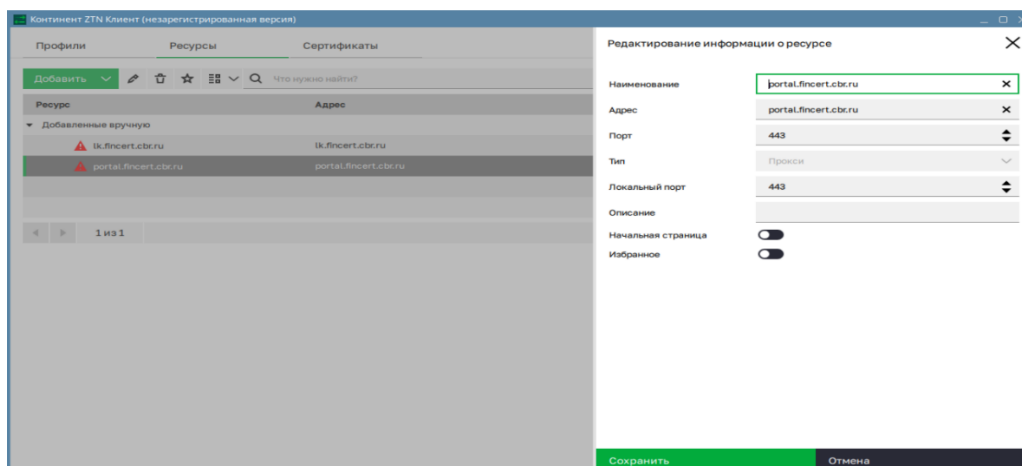 Континент ZTN Клиент (незарегистрированная версия)
Профили Ресурсы Сертификаты
Добавить Что нужно найти?
Ресурс Адрес
Добавленные вручную
lk.fincert.cbr.ru lk.fincert.cbr.ru
portal.fincert.cbr.ru portal.fincert.cbr.ru
1 из 1
Редактирование информации о ресурсе
Наименование portal.fincert.cbr.ru
Адрес portal.fincert.cbr.ru
Порт 443
Тип Прокси
Локальный порт 443
Описание
Начальная страница
Избранное
Сохранить Отмена